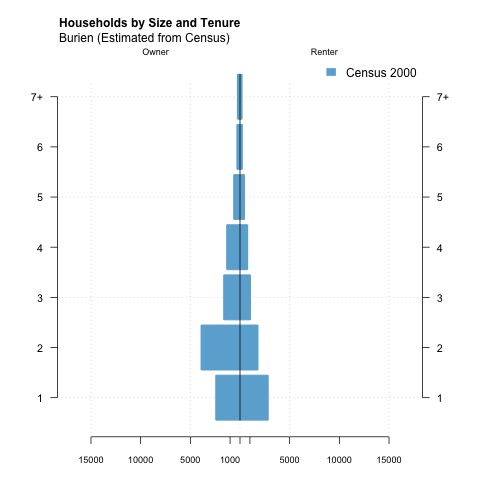 Households by Size and Tenure
Burien (Estimated from Census)
Owner Renter
Census 2000
7+ 7+
6 6
5 5
4 4
3 3
2 2
1 1
15000 10000 5000 1000 5000 10000 15000